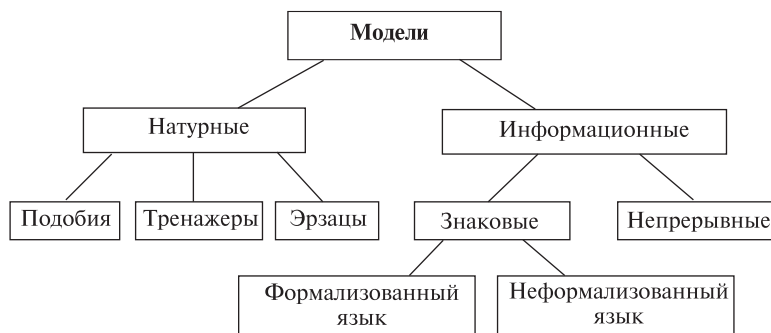 Модели
Натурные
Информационные
Подобия
Тренажеры
Эрзацы
Знаковые
Непрерывные
Формализованный
язык
Неформализованный
язык